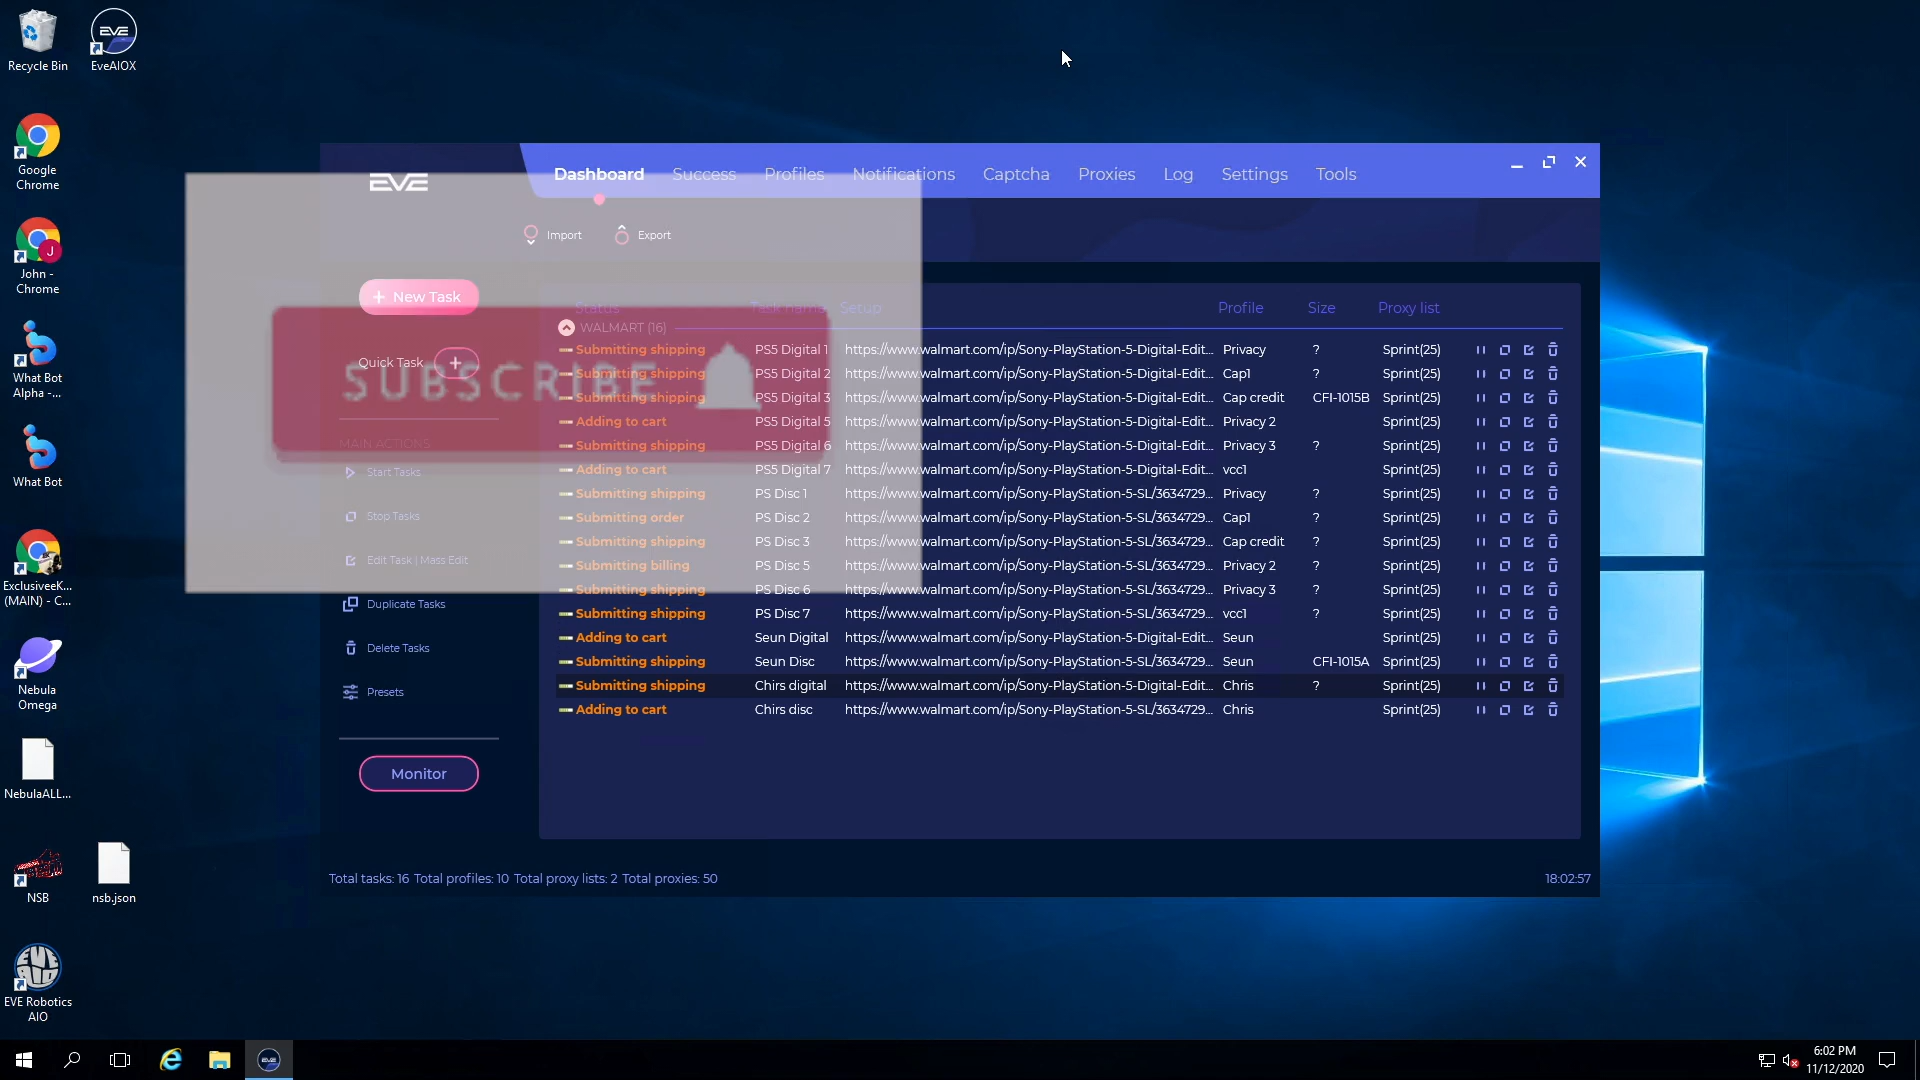 Recycle Bin
EveAIOX
Google
Chrome
John -
Chrome
What Bot
Alpha -...
What Bot
ExclusiveeK...
(MAIN) - C...
Nebula
Omega
NebulaALL...
NSB
nsb.json
EVE Robotics
AIO
EVE
Dashboard Success Profiles Notifications Captcha Proxies Log Settings Tools
Import Export
+ New Task
Quick Task +
SUBSCRIBE
MAIN ACTIONS
Start Tasks
Stop Tasks
Edit Task | Mass Edit
Duplicate Tasks
Delete Tasks
Presets
Monitor
Status Task name Setup Profile Size Proxy list
WALMART (16)
Submitting shipping PS5 Digital 1 https://www.walmart.com/ip/Sony-PlayStation-5-Digital-Edit... Privacy ? Sprint(25)
Submitting shipping PS5 Digital 2 https://www.walmart.com/ip/Sony-PlayStation-5-Digital-Edit... Cap1 ? Sprint(25)
Submitting shipping PS5 Digital 3 https://www.walmart.com/ip/Sony-PlayStation-5-Digital-Edit... Cap credit CFI-1015B Sprint(25)
Adding to cart PS5 Digital 5 https://www.walmart.com/ip/Sony-PlayStation-5-Digital-Edit... Privacy 2 Sprint(25)
Submitting shipping PS5 Digital 6 https://www.walmart.com/ip/Sony-PlayStation-5-Digital-Edit... Privacy 3 ? Sprint(25)
Adding to cart PS5 Digital 7 https://www.walmart.com/ip/Sony-PlayStation-5-Digital-Edit... vcc1 Sprint(25)
Submitting shipping PS Disc 1 https://www.walmart.com/ip/Sony-PlayStation-5-SL/3634729... Privacy ? Sprint(25)
Submitting order PS Disc 2 https://www.walmart.com/ip/Sony-PlayStation-5-SL/3634729... Cap1 ? Sprint(25)
Submitting shipping PS Disc 3 https://www.walmart.com/ip/Sony-PlayStation-5-SL/3634729... Cap credit ? Sprint(25)
Submitting billing PS Disc 5 https://www.walmart.com/ip/Sony-PlayStation-5-SL/3634729... Privacy 2 ? Sprint(25)
Submitting shipping PS Disc 6 https://www.walmart.com/ip/Sony-PlayStation-5-SL/3634729... Privacy 3 ? Sprint(25)
Submitting shipping PS Disc 7 https://www.walmart.com/ip/Sony-PlayStation-5-SL/3634729... vcc1 ? Sprint(25)
Adding to cart Seun Digital https://www.walmart.com/ip/Sony-PlayStation-5-Digital-Edit... Seun Sprint(25)
Submitting shipping Seun Disc https://www.walmart.com/ip/Sony-PlayStation-5-SL/3634729... Seun CFI-1015A Sprint(25)
Submitting shipping Chirs digital https://www.walmart.com/ip/Sony-PlayStation-5-Digital-Edit... Chris ? Sprint(25)
Adding to cart Chirs disc https://www.walmart.com/ip/Sony-PlayStation-5-SL/3634729... Chris Sprint(25)
Total tasks: 16 Total profiles: 10 Total proxy lists: 2 Total proxies: 50
18:02:57
6:02 PM
11/12/2020